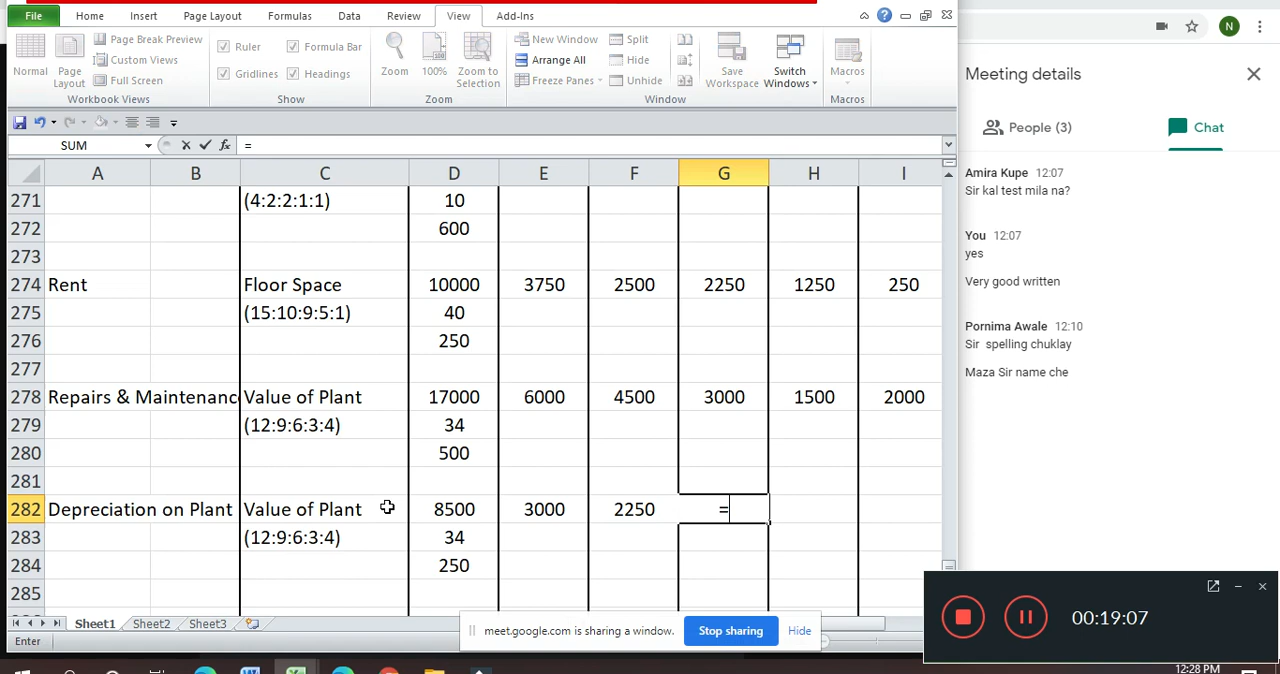 File Home Insert Page Layout Formulas Data Review View Add-Ins
Normal Page Layout Page Break Preview Custom Views Full Screen
Workbook Views
Ruler Formula Bar
Gridlines Headings
Show
Zoom 100% Zoom to Selection
Zoom
New Window Split
Arrange All Hide
Freeze Panes Unhide
Save Workspace Switch Windows
Window
Macros
Macros
SUM =
A B C D E F G H I
271 (4:2:2:1:1) 10
272 600
273
274 Rent Floor Space 10000 3750 2500 2250 1250 250
275 (15:10:9:5:1) 40
276 250
277
278 Repairs & Maintenanc Value of Plant 17000 6000 4500 3000 1500 2000
279 (12:9:6:3:4) 34
280 500
281
282 Depreciation on Plant Value of Plant 8500 3000 2250 =
283 (12:9:6:3:4) 34
284 250
285
Sheet1 Sheet2 Sheet3
Enter
meet.google.com is sharing a window. Stop sharing Hide
N
Meeting details
People (3) Chat
Amira Kupe 12:07
Sir kal test mila na?
You 12:07
yes
Very good written
Pornima Awale 12:10
Sir spelling chuklay
Maza Sir name che
00:19:07
12:28 PM